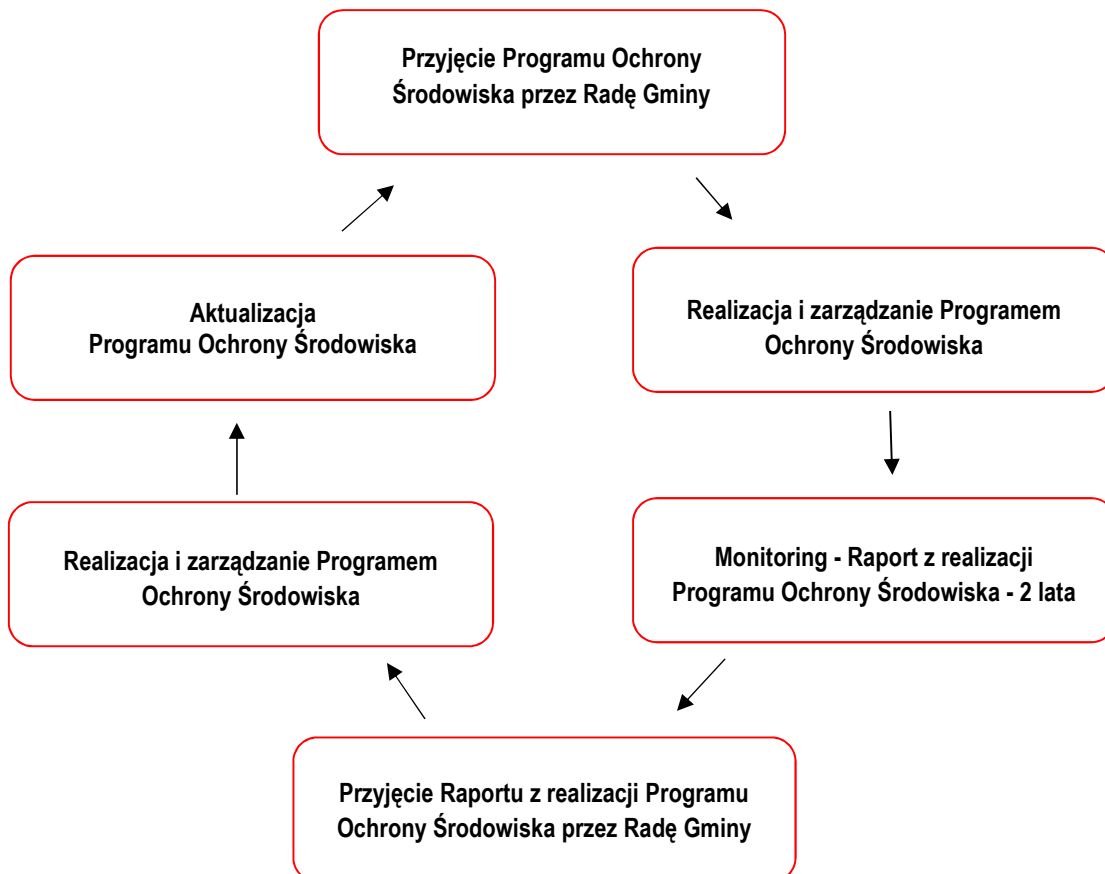 Przyjęcie Programu Ochrony
Środowiska przez Radę Gminy
Realizacja i zarządzanie Programem
Ochrony Środowiska
Monitoring - Raport z realizacji
Programu Ochrony Środowiska - 2 lata
Przyjęcie Raportu z realizacji Programu
Ochrony Środowiska przez Radę Gminy
Realizacja i zarządzanie Programem
Ochrony Środowiska
Aktualizacja
Programu Ochrony Środowiska